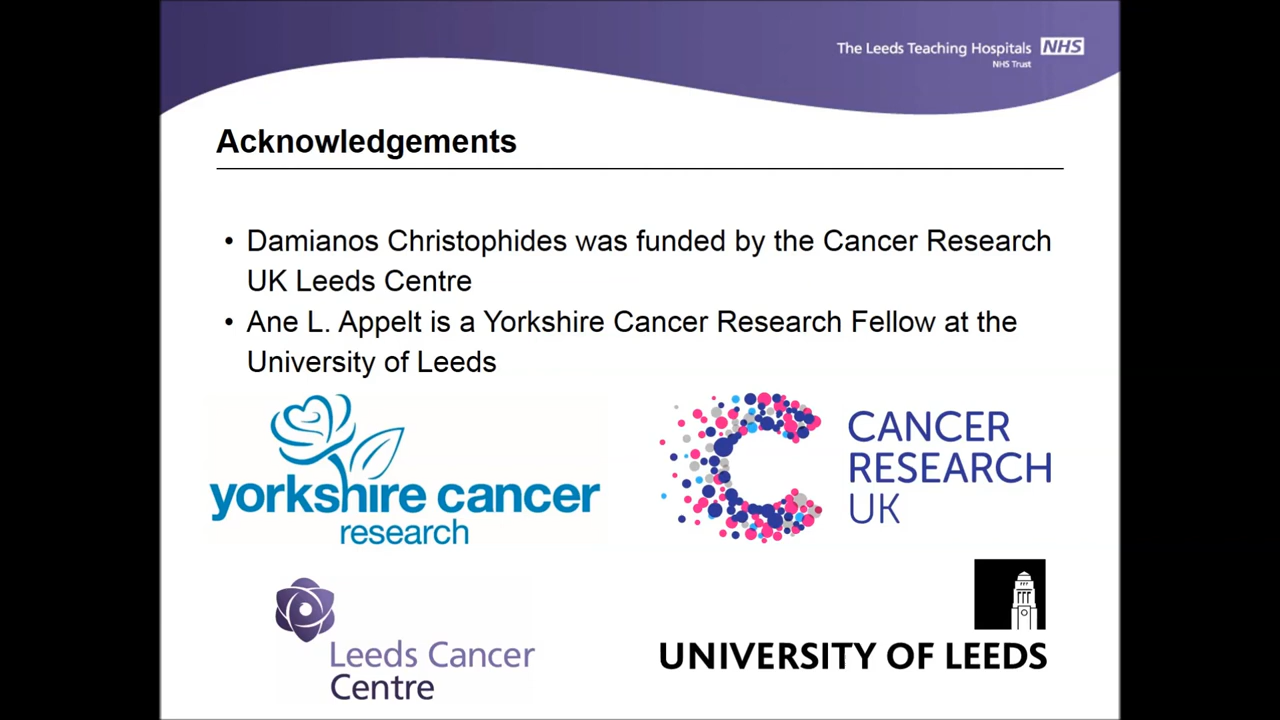 The Leeds Teaching Hospitals NHS
NHS Trust
Acknowledgements
• Damianos Christophides was funded by the Cancer Research
UK Leeds Centre
• Ane L. Appelt is a Yorkshire Cancer Research Fellow at the
University of Leeds
yorkshire cancer
research
CANCER
RESEARCH
UK
Leeds Cancer
Centre
UNIVERSITY OF LEEDS